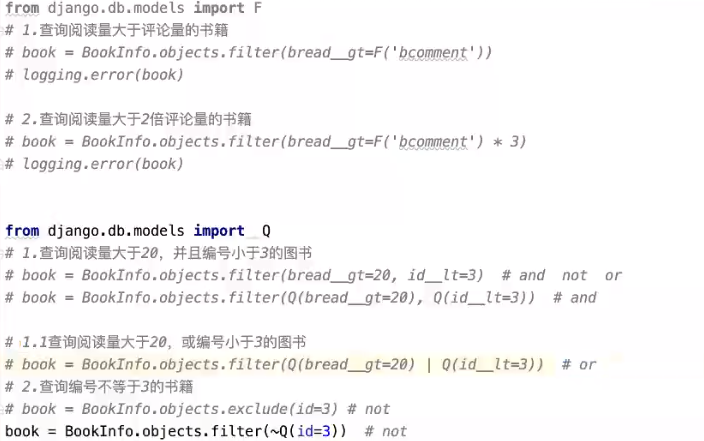 from django.db.models import F
# 1.查询阅读量大于评论量的书籍
# book = BookInfo.objects.filter(bread__gt=F('bcomment'))
# logging.error(book)
# 2.查询阅读量大于2倍评论量的书籍
# book = BookInfo.objects.filter(bread__gt=F('bcomment') * 3)
# logging.error(book)
from django.db.models import  Q
# 1.查询阅读量大于20，并且编号小于3的图书
# book = BookInfo.objects.filter(bread__gt=20, id__lt=3)  # and  not  or
# book = BookInfo.objects.filter(Q(bread__gt=20), Q(id__lt=3))  # and
# 1.1查询阅读量大于20，或编号小于3的图书
# book = BookInfo.objects.filter(Q(bread__gt=20) | Q(id__lt=3))  # or
# 2.查询编号不等于3的书籍
# book = BookInfo.objects.exclude(id=3) # not
book = BookInfo.objects.filter(~Q(id=3))  # not